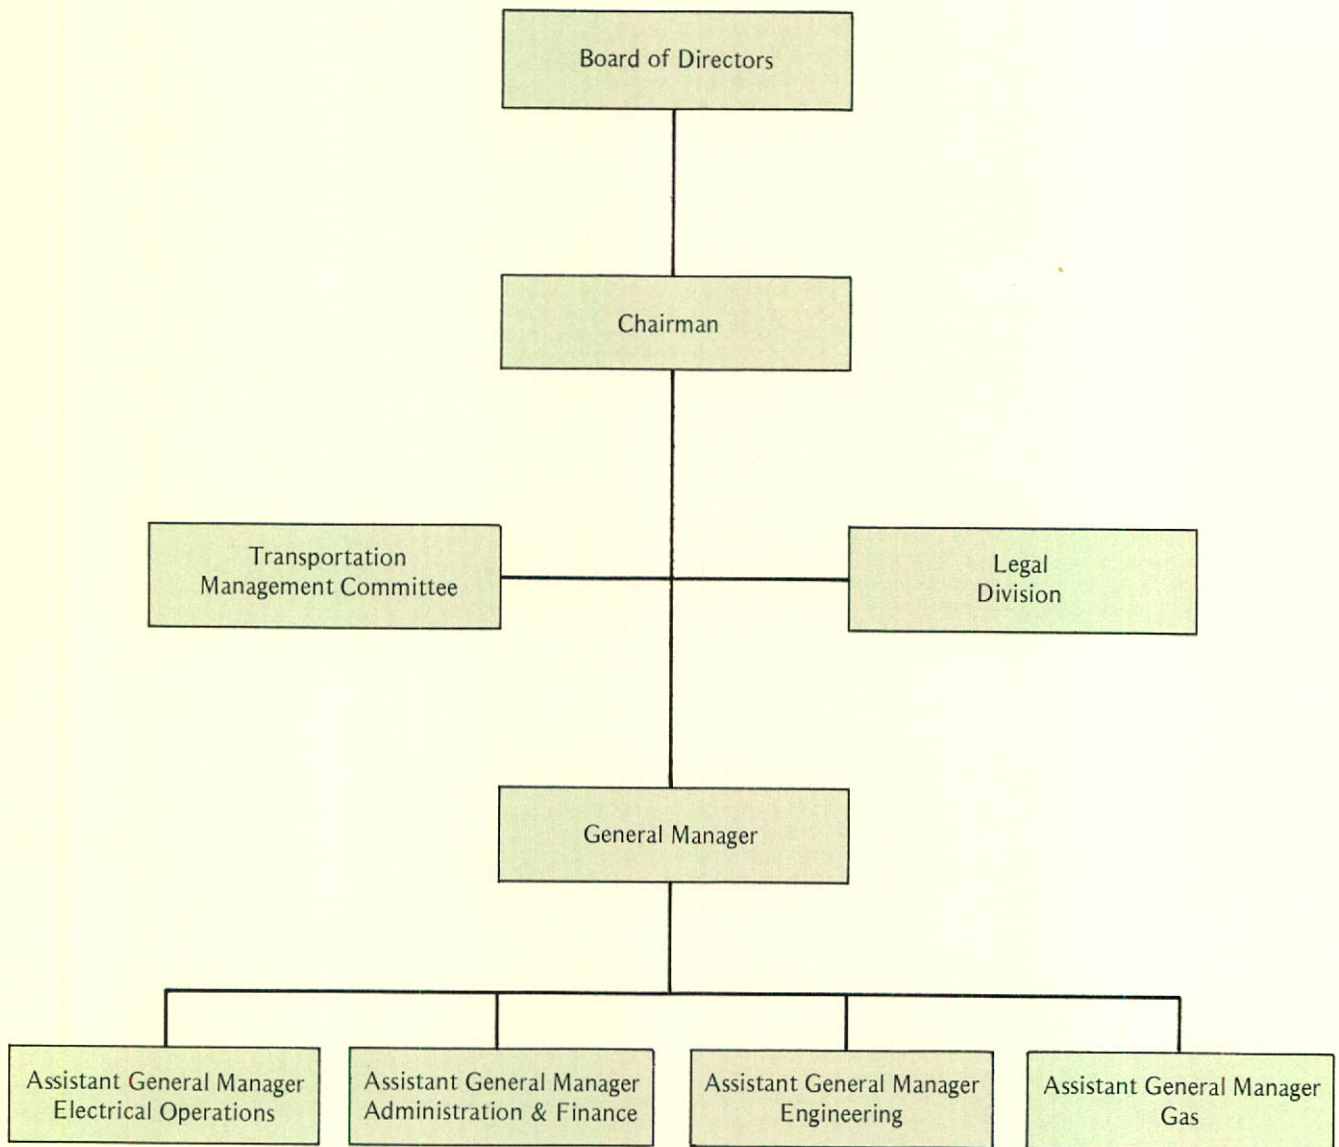 Board of Directors
Chairman
Transportation
Management Committee
Legal
Division
General Manager
Assistant General Manager
Electrical Operations
Assistant General Manager
Administration & Finance
Assistant General Manager
Engineering
Assistant General Manager
Gas